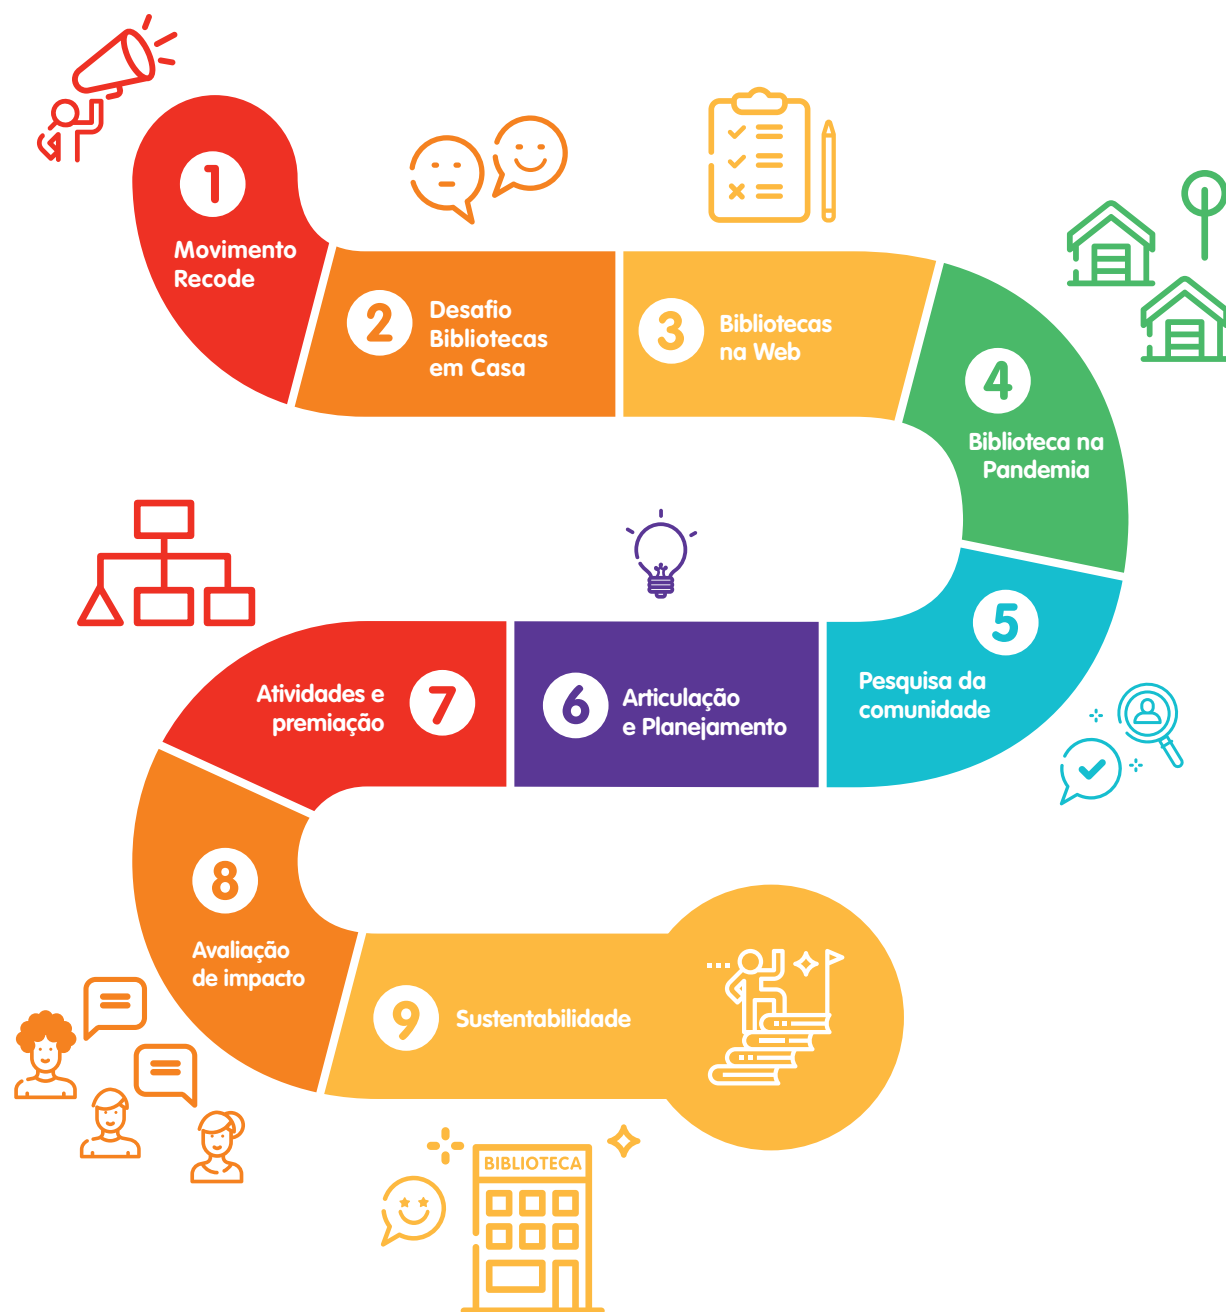 1
Movimento
Recode
2
Desafio
Bibliotecas
em Casa
3
Bibliotecas
na Web
4
Biblioteca na
Pandemia
5
Pesquisa da
comunidade
6
Articulação
e Planejamento
7
Atividades e
premiação
8
Avaliação
de impacto
9
Sustentabilidade
BIBLIOTECA